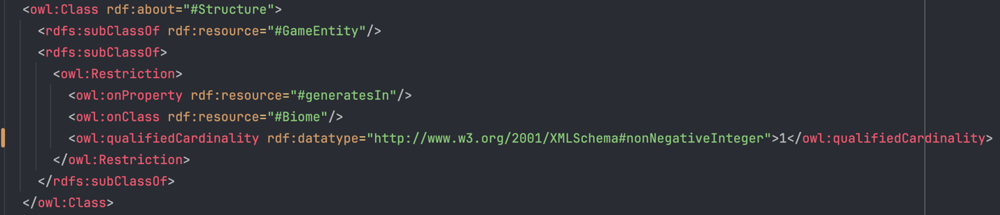 <owl:Class rdf:about="#Structure">
<rdfs:subClassOf rdf:resource="#GameEntity"/>
<rdfs:subClassOf>
<owl:Restriction>
<owl:onProperty rdf:resource="#generatesIn"/>
<owl:onClass rdf:resource="#Biome"/>
<owl:qualifiedCardinality rdf:datatype="http://www.w3.org/2001/XMLSchema#nonNegativeInteger">1</owl:qualifiedCardinality>
</owl:Restriction>
</rdfs:subClassOf>
</owl:Class>